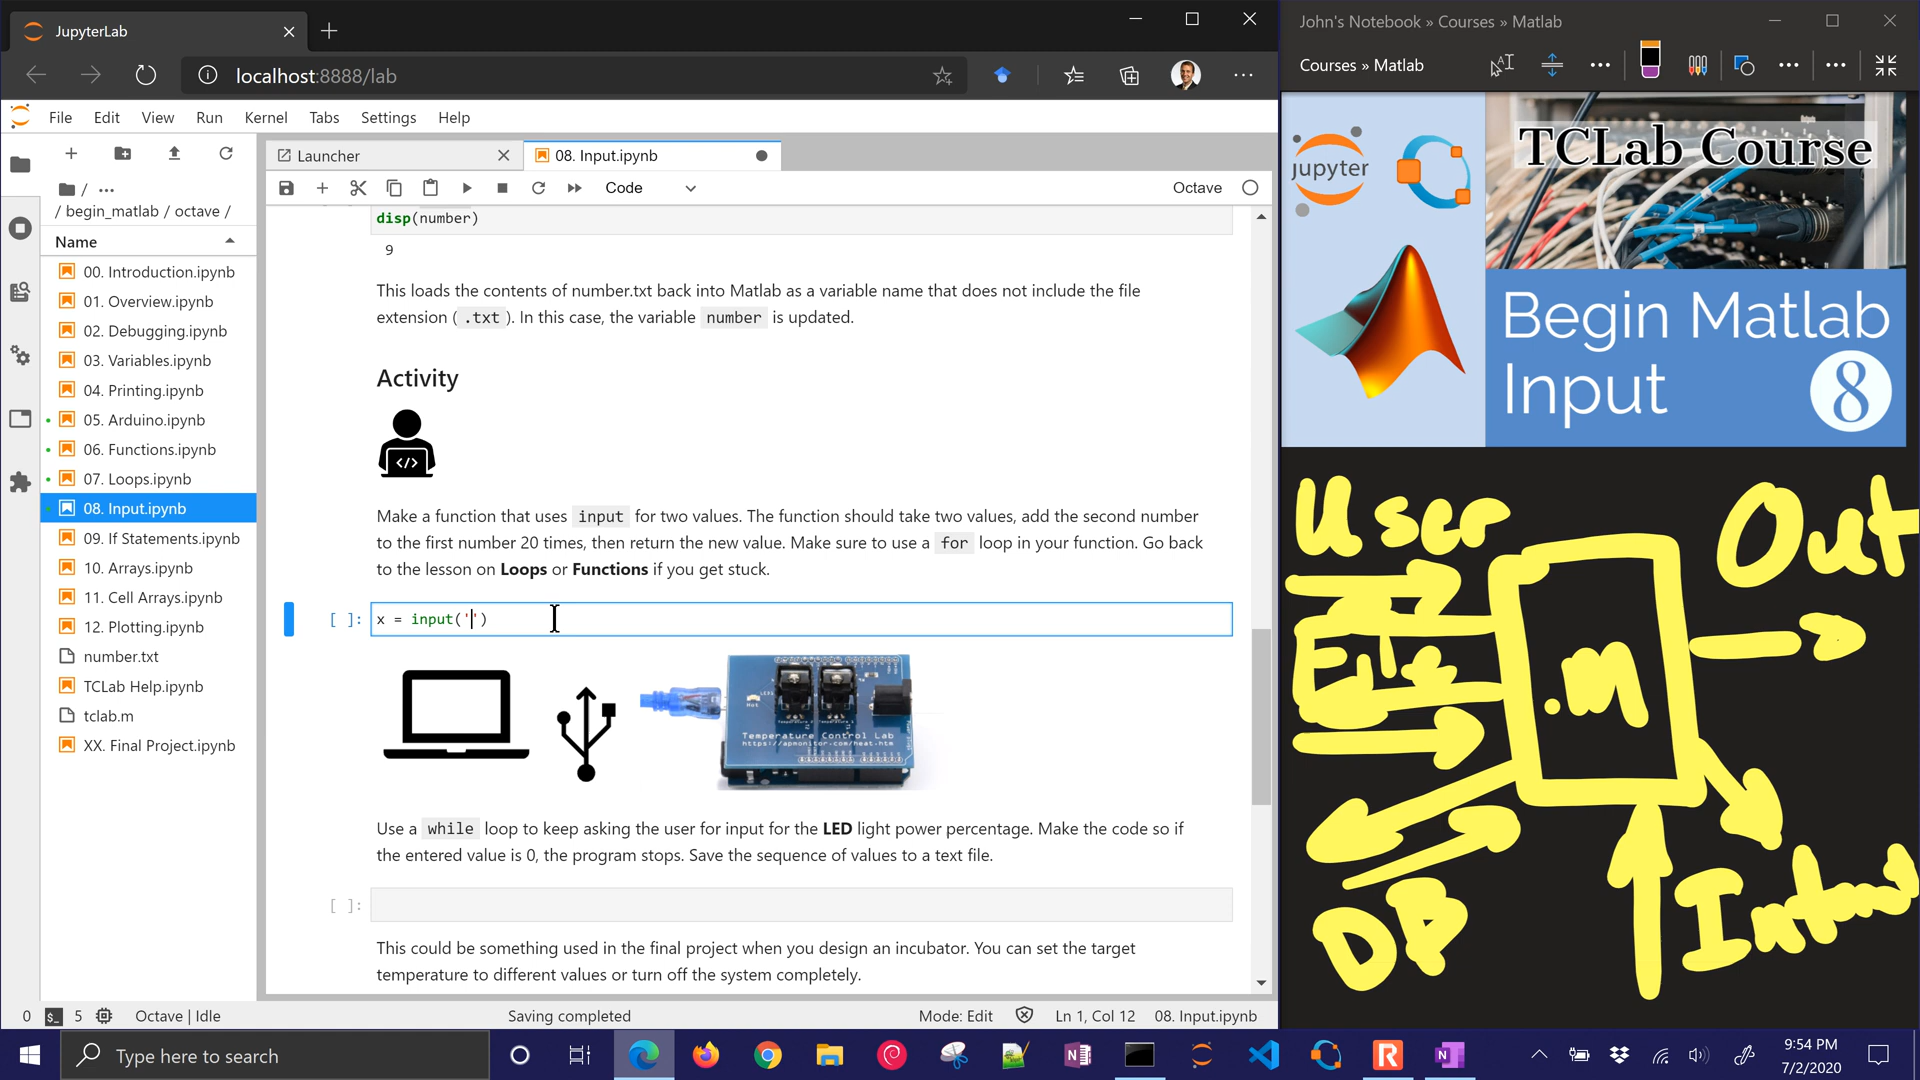 JupyterLab
localhost:8888/lab
File Edit View Run Kernel Tabs Settings Help
/ ...
/ begin_matlab / octave /
Name
00. Introduction.ipynb
01. Overview.ipynb
02. Debugging.ipynb
03. Variables.ipynb
04. Printing.ipynb
05. Arduino.ipynb
06. Functions.ipynb
07. Loops.ipynb
08. Input.ipynb
09. If Statements.ipynb
10. Arrays.ipynb
11. Cell Arrays.ipynb
12. Plotting.ipynb
number.txt
TCLab Help.ipynb
tclab.m
XX. Final Project.ipynb
Launcher
08. Input.ipynb
Code
Octave
disp(number)
9
This loads the contents of number.txt back into Matlab as a variable name that does not include the file
extension ( .txt ). In this case, the variable number is updated.
Activity
</>
Make a function that uses input for two values. The function should take two values, add the second number
to the first number 20 times, then return the new value. Make sure to use a for loop in your function. Go back
to the lesson on Loops or Functions if you get stuck.
[ ]: x = input('')
Temperature Control Lab
https://apmonitor.com/heat.htm
Use a while loop to keep asking the user for input for the LED light power percentage. Make the code so if
the entered value is 0, the program stops. Save the sequence of values to a text file.
[ ]:
This could be something used in the final project when you design an incubator. You can set the target
temperature to different values or turn off the system completely.
0 $_ 5 Octave | Idle
Saving completed
Mode: Edit
Ln 1, Col 12
08. Input.ipynb
John's Notebook » Courses » Matlab
Courses » Matlab
jupyter
TCLab Course
Begin Matlab
Input
8
User
Out
.m
DB
Type here to search
9:54 PM
7/2/2020